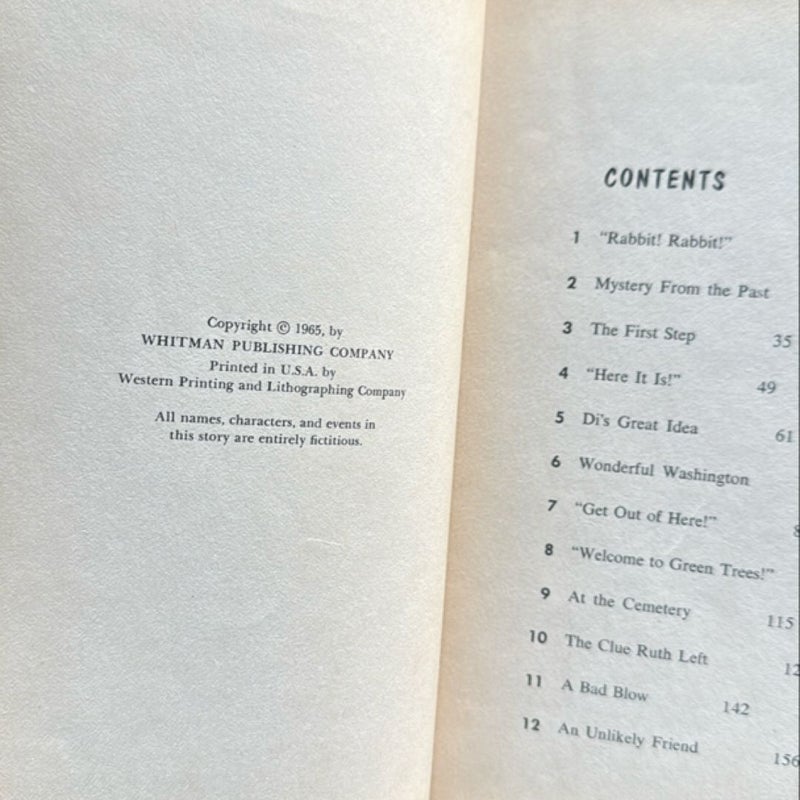 Copyright © 1965, by
WHITMAN PUBLISHING COMPANY
Printed in U.S.A. by
Western Printing and Lithographing Company
All names, characters, and events in
this story are entirely fictitious.
CONTENTS
1 "Rabbit! Rabbit!"
2 Mystery From the Past
3 The First Step 35
4 "Here It Is!" 49
5 Di's Great Idea 61
6 Wonderful Washington
7 "Get Out of Here!"
8 "Welcome to Green Trees!"
9 At the Cemetery 115
10 The Clue Ruth Left
11 A Bad Blow 142
12 An Unlikely Friend 156